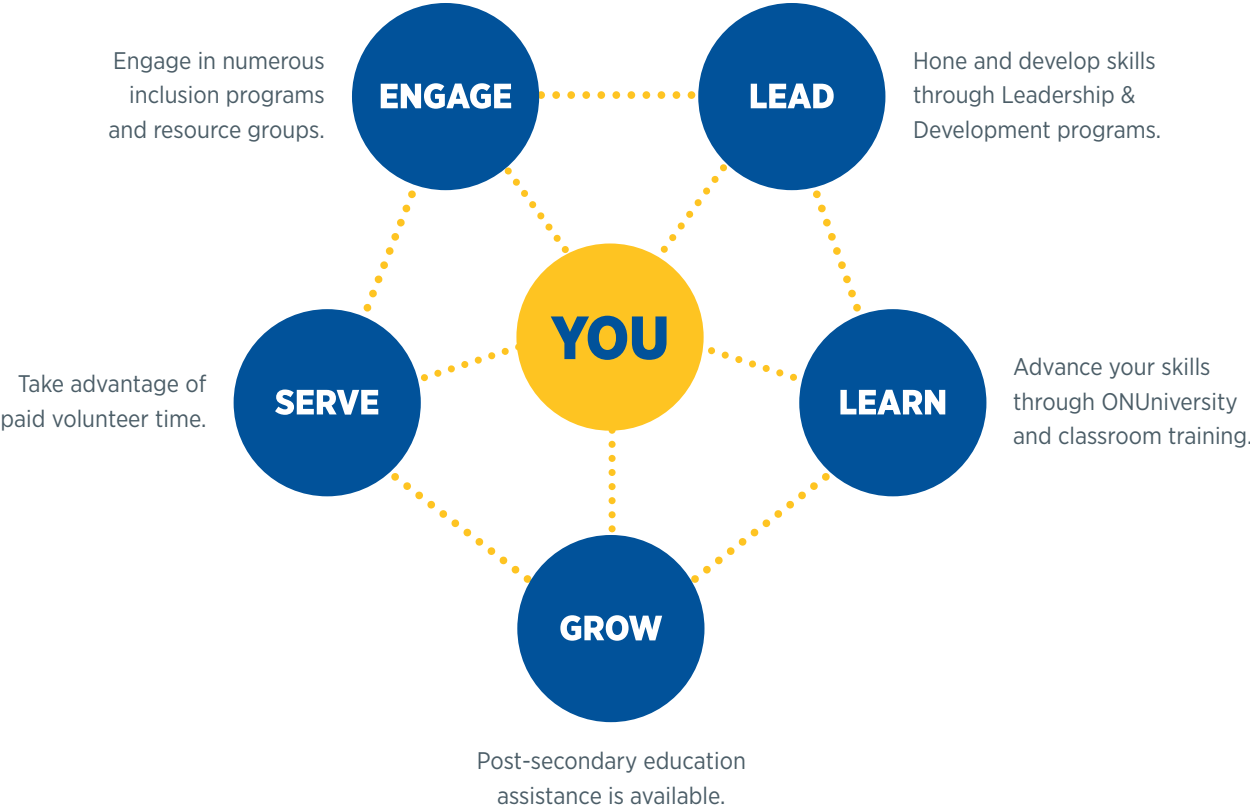 Engage in numerous
inclusion programs
and resource groups.
ENGAGE
LEAD
Hone and develop skills
through Leadership &
Development programs.
YOU
Take advantage of
paid volunteer time.
SERVE
LEARN
Advance your skills
through ONUniversity
and classroom training.
GROW
Post-secondary education
assistance is available.